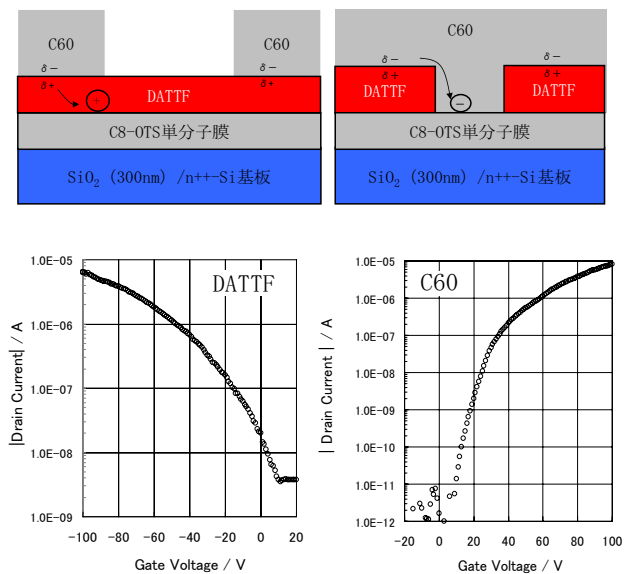 C60
C60
δ-
δ-
δ+
δ+
+
DATTF
C8-OTS単分子膜
SiO₂ (300nm) /n++-Si基板
C60
δ-
δ-
δ+
δ+
DATTF
−
DATTF
C8-OTS単分子膜
SiO₂ (300nm) /n++-Si基板
DATTF
1.0E-05
1.0E-06
1.0E-07
1.0E-08
1.0E-09
|Drain Current| / A
-100
-80
-60
-40
-20
0
20
Gate Voltage / V
C60
1.0E-05
1.0E-06
1.0E-07
1.0E-08
1.0E-09
1.0E-10
1.0E-11
1.0E-12
| Drain Current | / A
-20
0
20
40
60
80
100
Gate Voltage / V